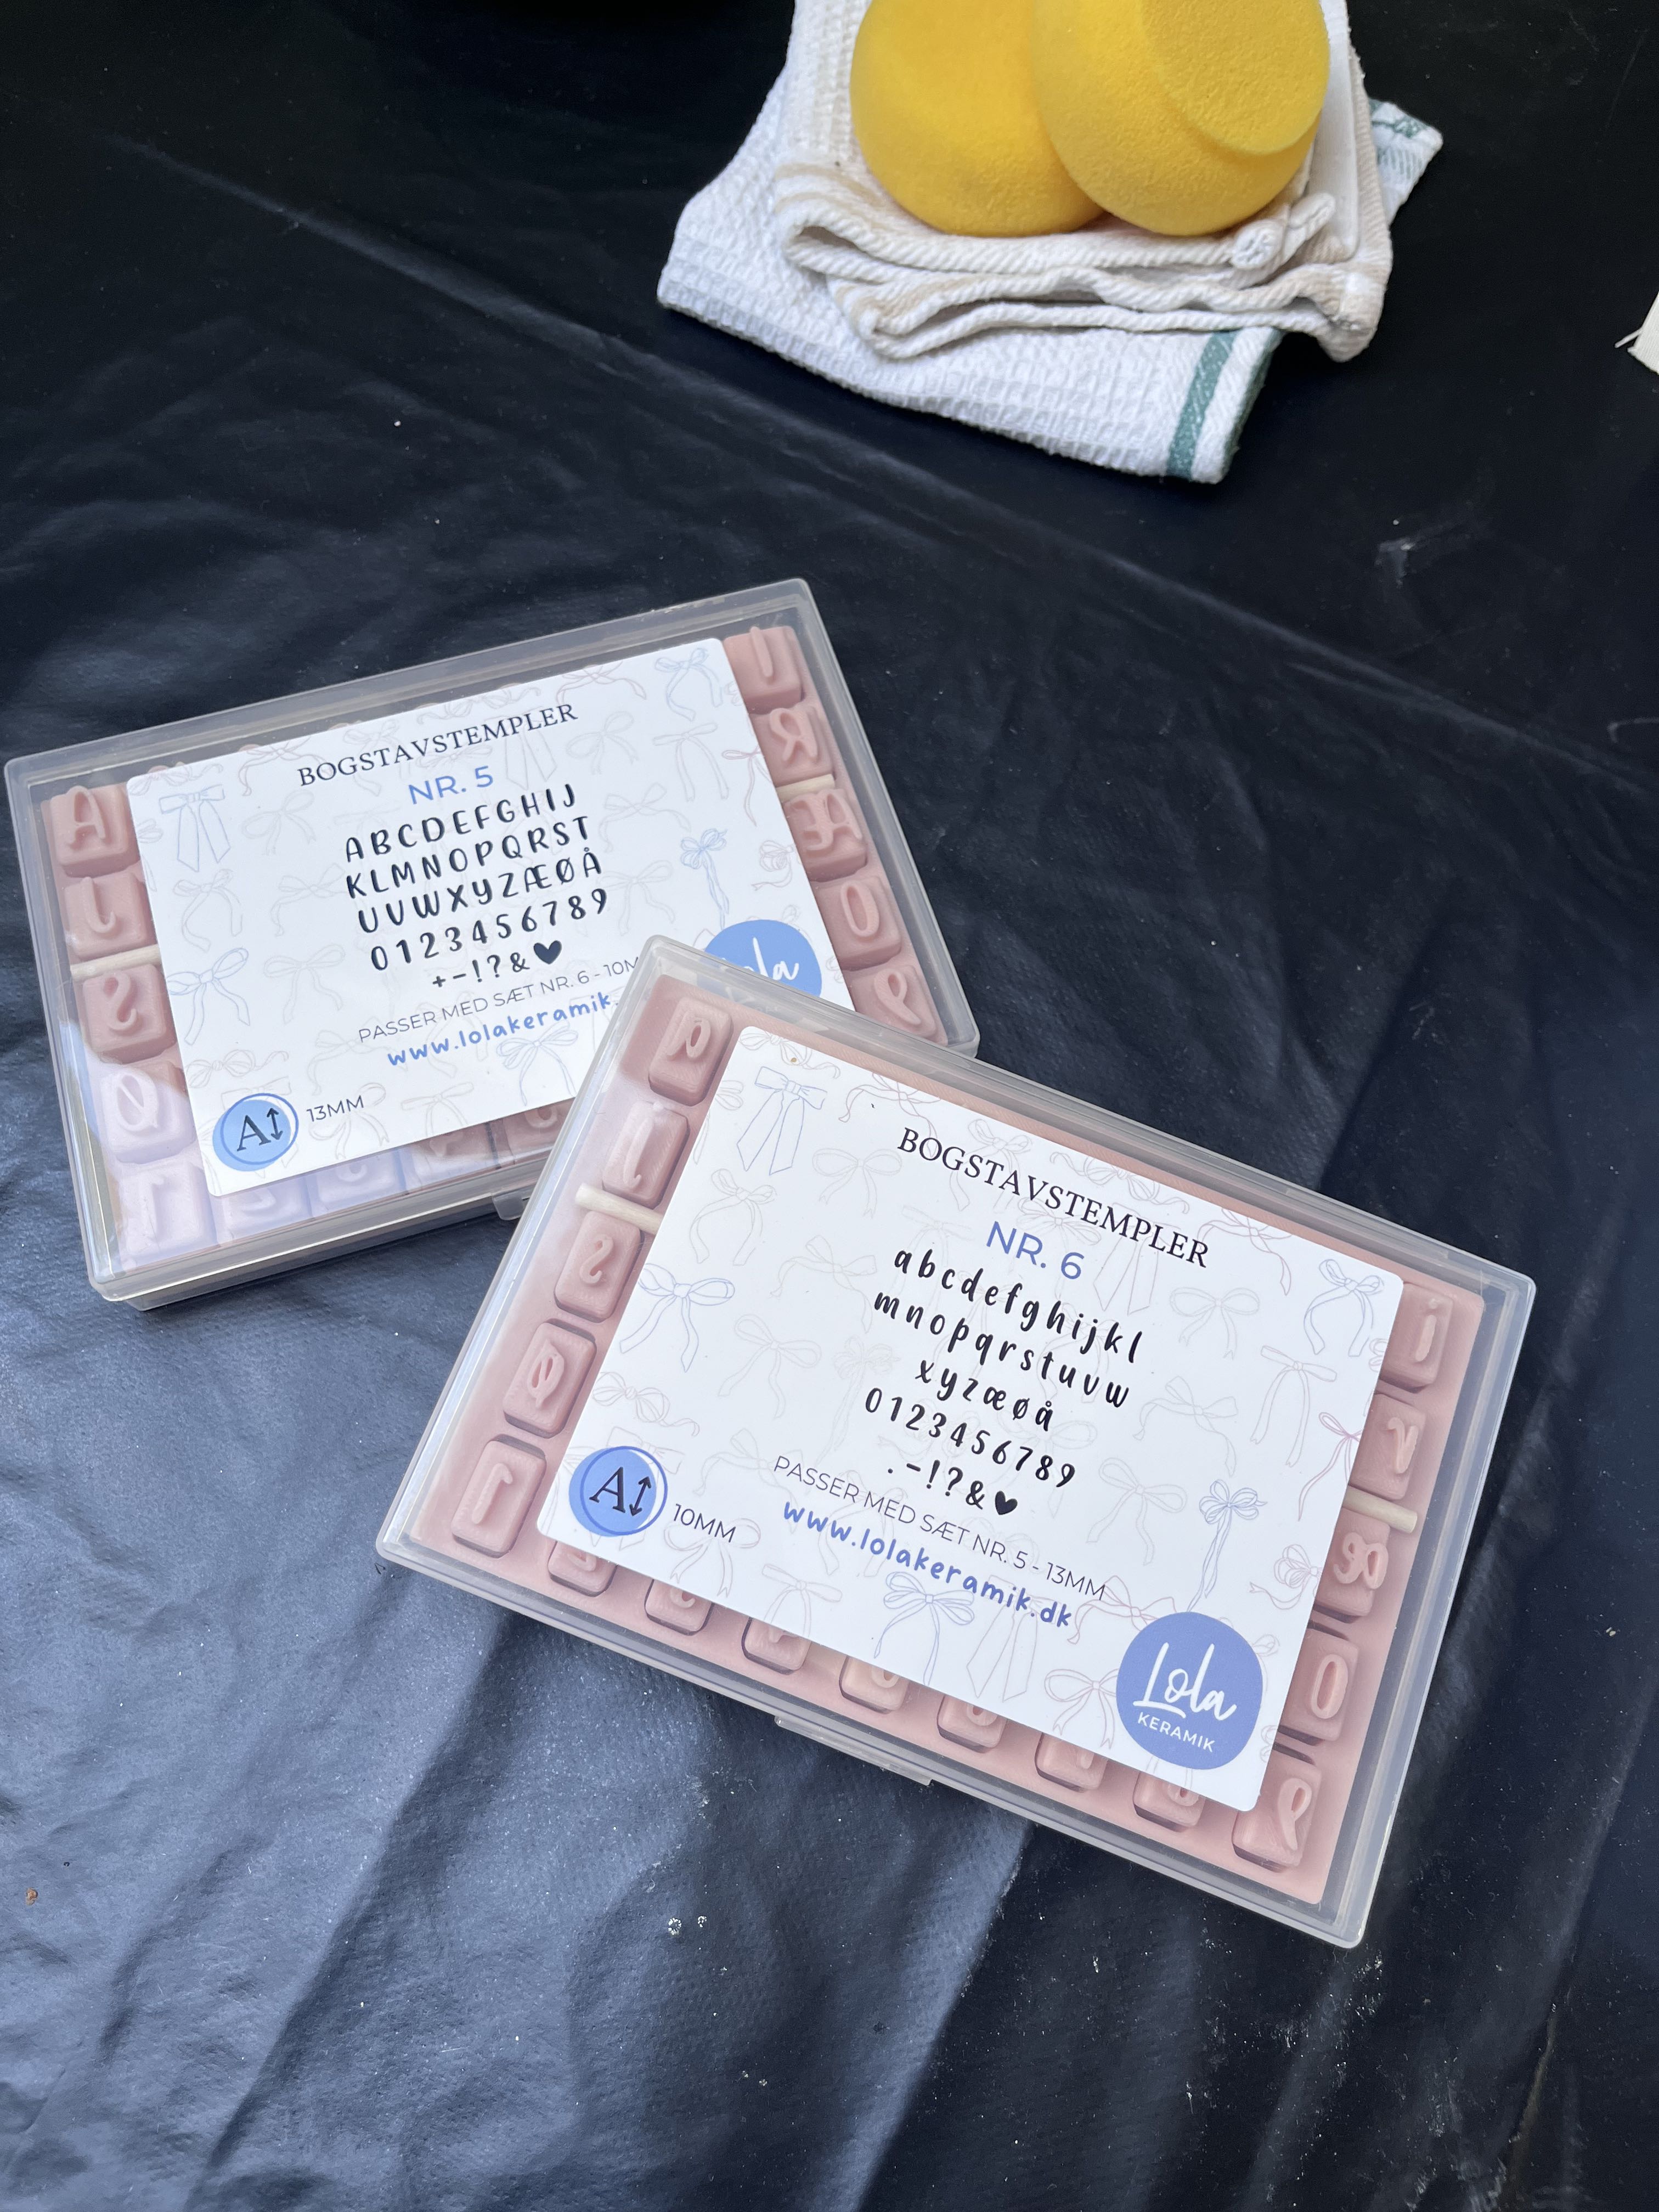 BOGSTAVSTEMPLER
NR. 5
ABCDEFGHIJ
KLMNOPQRST
UVWXYZÆØÅ
0123456789
+-!?&♥
PASSER MED SÆT NR. 6 - 10M
www.lolakeramik.
A↕ 13MM
BOGSTAVSTEMPLER
NR. 6
abcdefghijkl
mnopqrstuvw
xyzæøå
0123456789
.-!?&♥
PASSER MED SÆT NR. 5 - 13MM
www.lolakeramik.dk
A↕ 10MM
Lola
KERAMIK